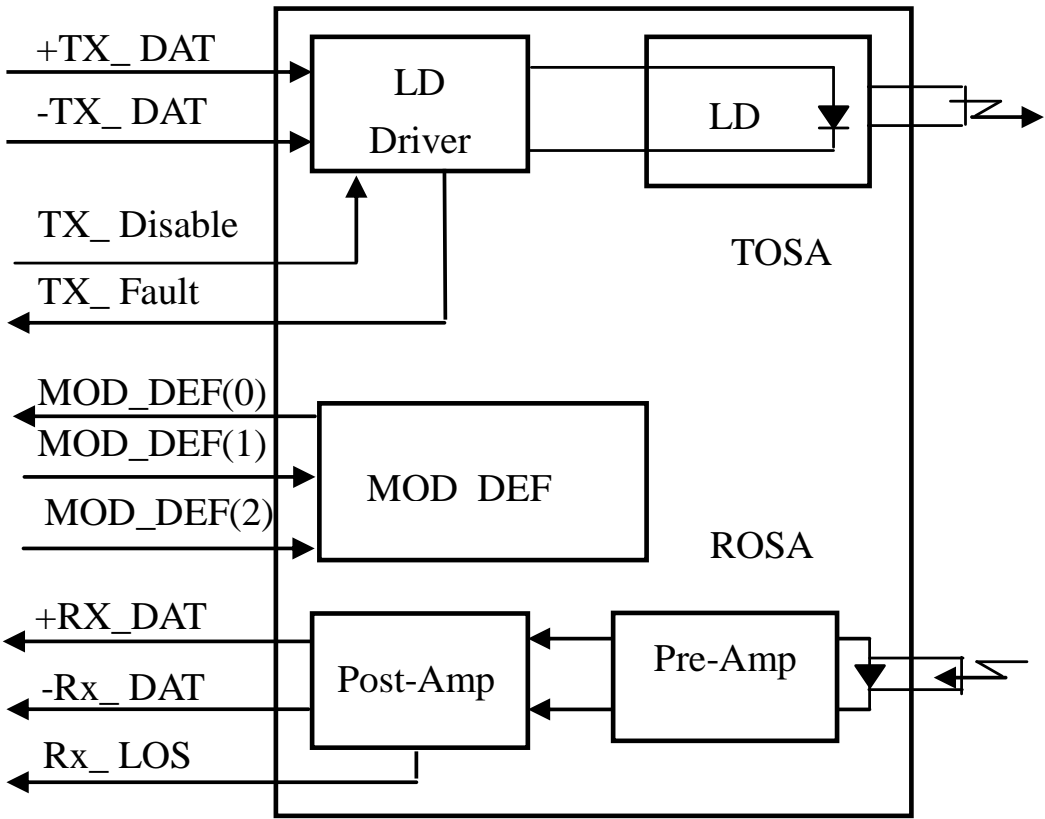 +TX_ DAT
-TX_ DAT
TX_ Disable
TX_ Fault
LD
Driver
LD
TOSA
MOD_DEF(0)
MOD_DEF(1)
MOD_DEF(2)
MOD DEF
ROSA
+RX_DAT
-Rx_ DAT
Rx_ LOS
Post-Amp
Pre-Amp